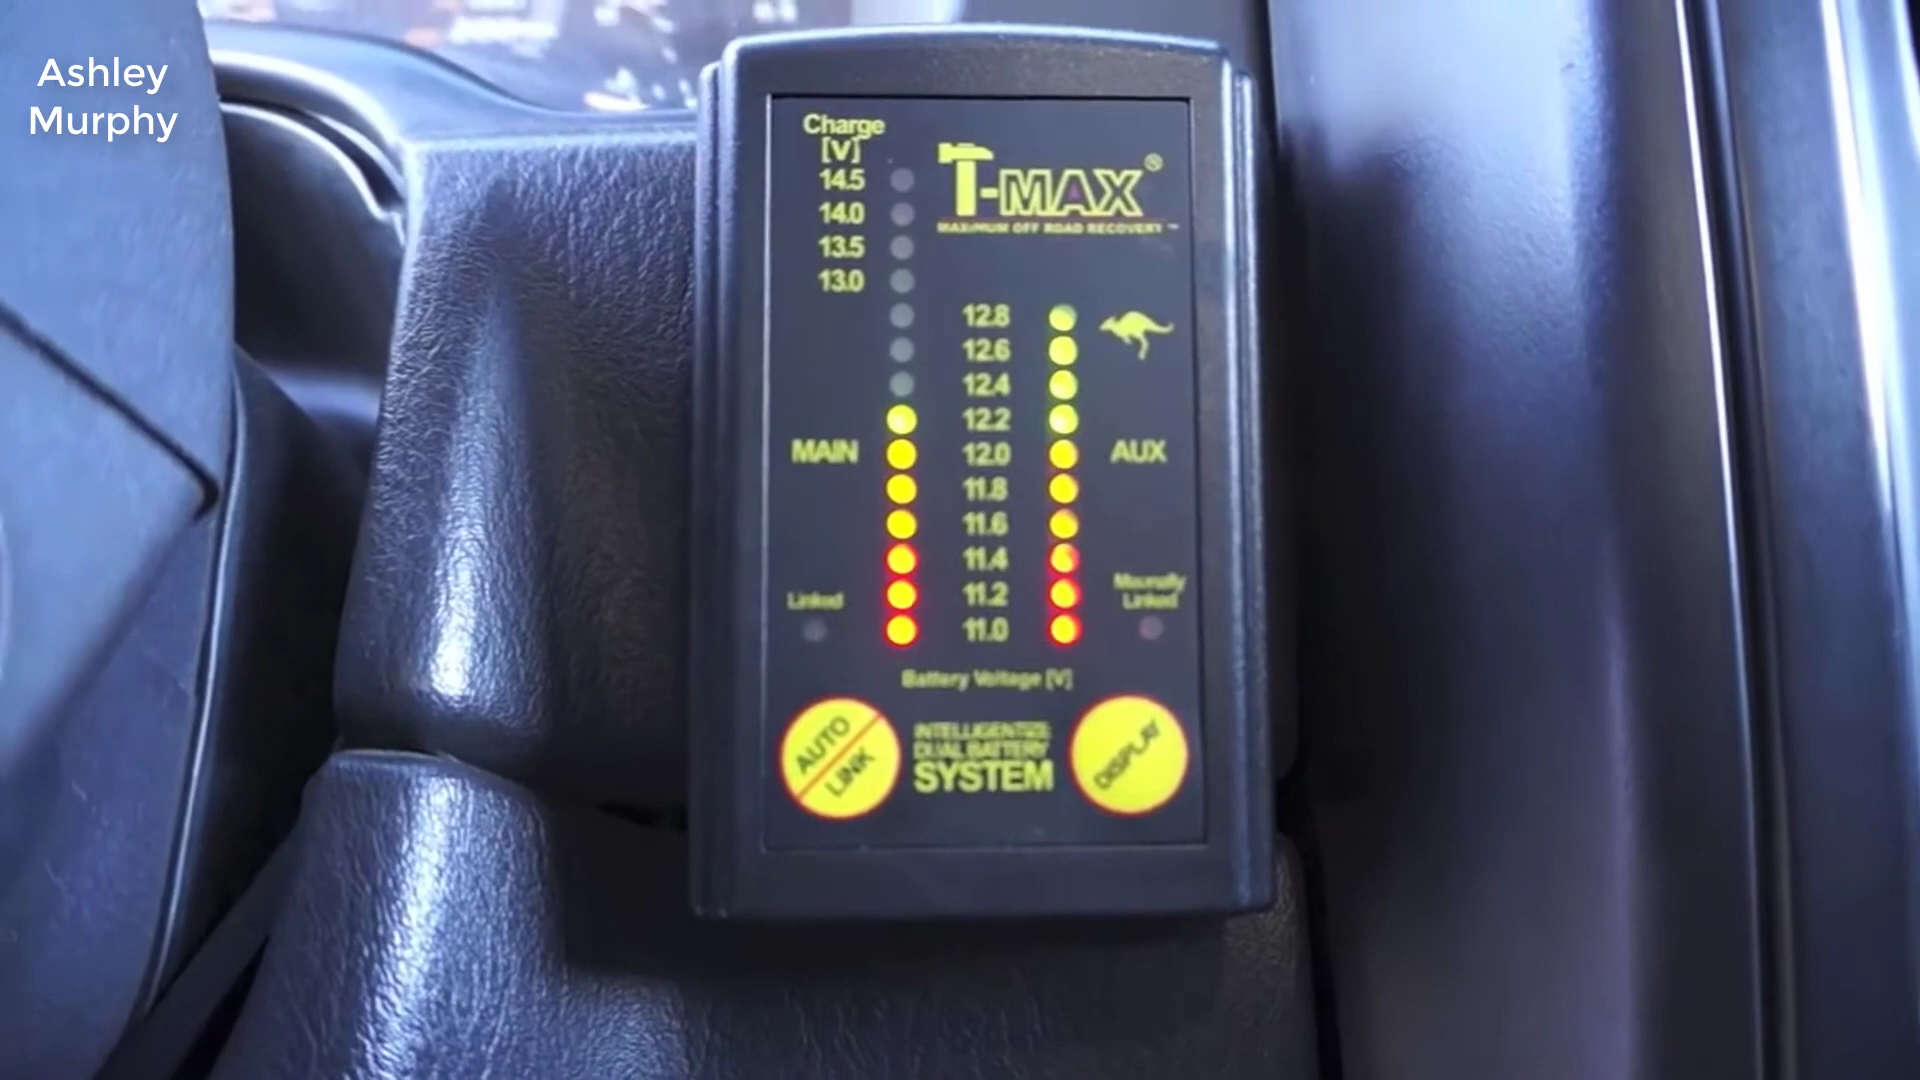 Ashley
Murphy
Charge
[V]
14.5
14.0
13.5
13.0
T-MAX®
MAXIMUM OFF ROAD RECOVERY ™
12.8
12.6
12.4
12.2
MAIN 12.0 AUX
11.8
11.6
11.4
Linked 11.2 Manually
Linked
11.0
Battery Voltage [V]
AUTO
LINK
INTELLIGENT
DUAL BATTERY
SYSTEM
DISPLAY